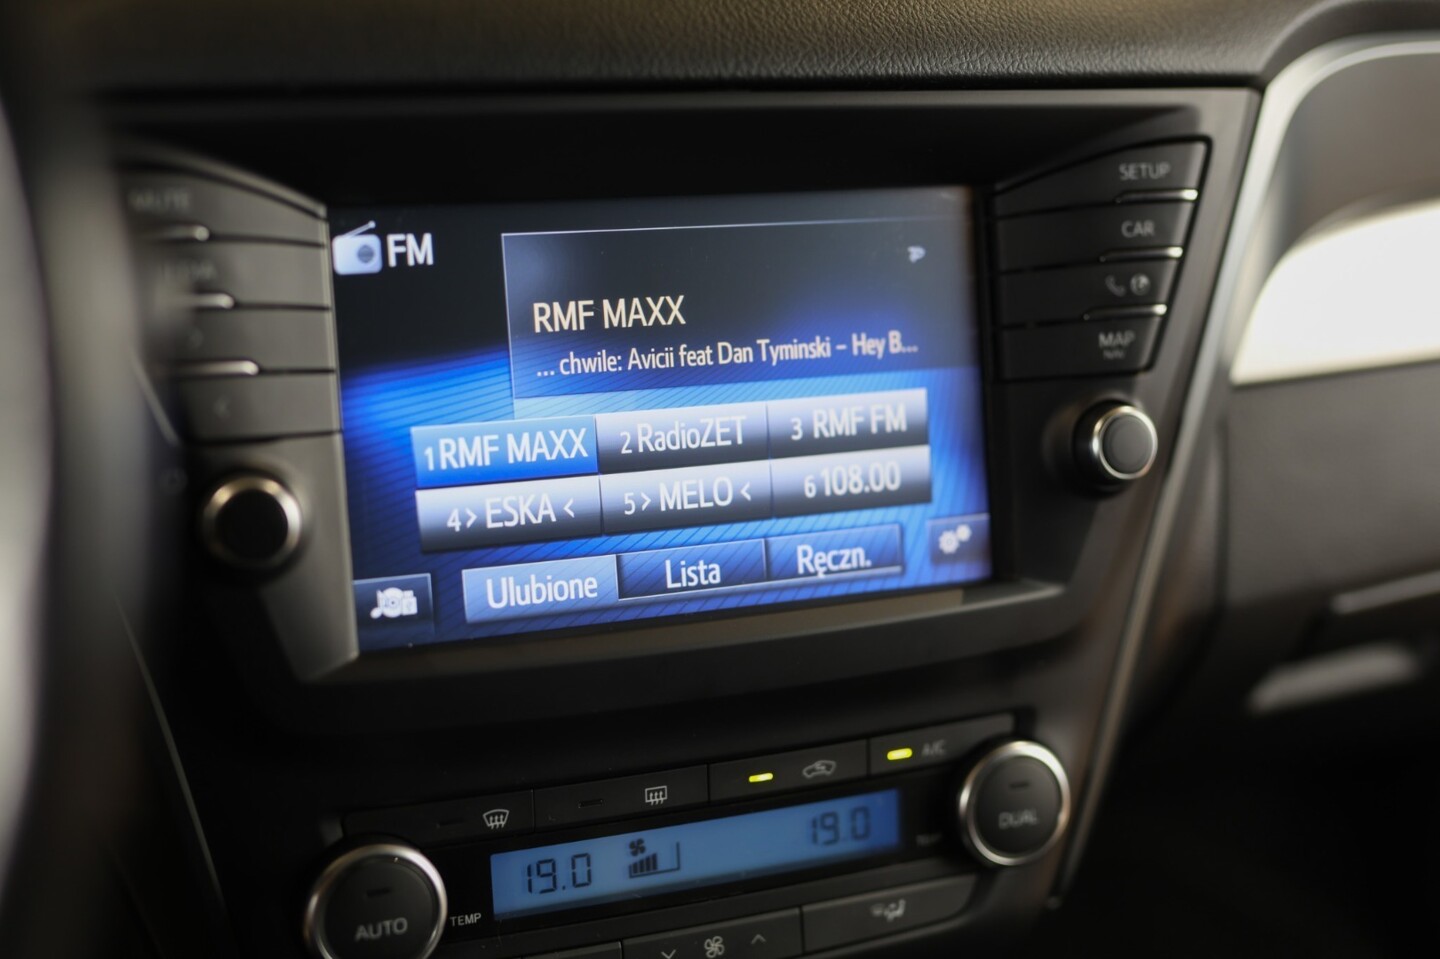 MUTE
FM
RMF MAXX
... chwile: Avicii feat Dan Tyminski – Hey B...
1 RMF MAXX
2 RadioZET
3 RMF FM
4 > ESKA <
5 > MELO <
6 108.00
Ulubione
Lista
Ręczn.
SETUP
CAR
MAP
A/C
19.0
19.0
AUTO
TEMP
DUAL